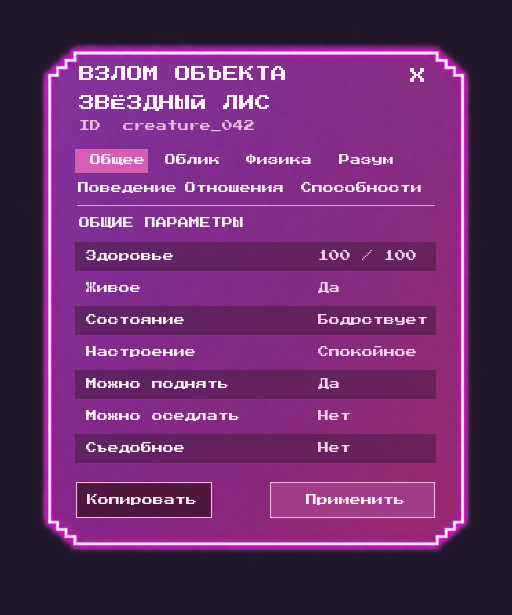 ВЗЛОМ ОБЪЕКТА X
ЗВЁЗДНЫЙ ЛИС
ID creature_042
Общее Облик Физика Разум
Поведение Отношения Способности
ОБЩИЕ ПАРАМЕТРЫ
Здоровье 100 / 100
Живое Да
Состояние Бодрствует
Настроение Спокойное
Можно поднять Да
Можно оседлать Нет
Съедобное Нет
Копировать Применить